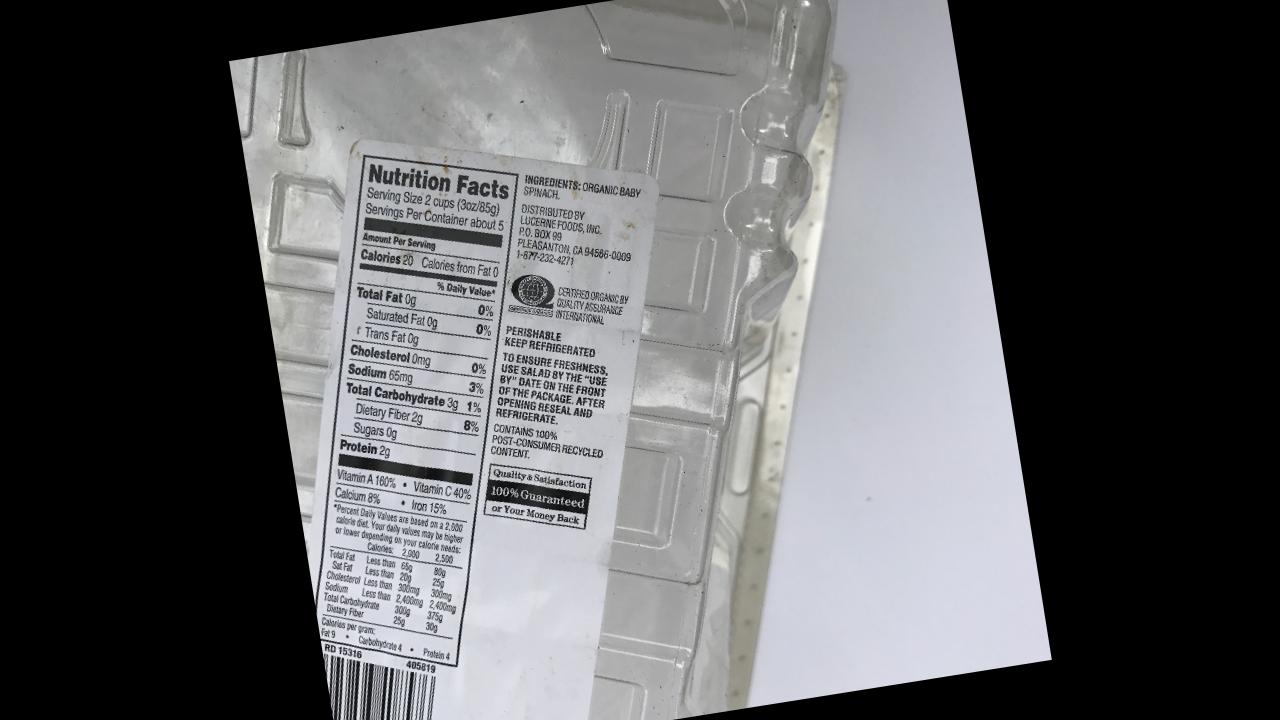 Nutrition Facts
Serving Size 2 cups (3oz/85g)
Servings Per Container about 5
Amount Per Serving
Calories 20 Calories from Fat 0
% Daily Value*
Total Fat 0g 0%
Saturated Fat 0g 0%
Trans Fat 0g
Cholesterol 0mg 0%
Sodium 65mg 3%
Total Carbohydrate 3g 1%
Dietary Fiber 2g 8%
Sugars 0g
Protein 2g
Vitamin A 160% • Vitamin C 40%
Calcium 8% • Iron 15%
*Percent Daily Values are based on a 2,000
calorie diet. Your daily values may be higher
or lower depending on your calorie needs:
Calories: 2,000 2,500
Total Fat Less than 65g 80g
Sat Fat Less than 20g 25g
Cholesterol Less than 300mg 300mg
Sodium Less than 2,400mg 2,400mg
Total Carbohydrate 300g 375g
Dietary Fiber 25g 30g
Calories per gram:
Fat 9 • Carbohydrate 4 • Protein 4
RD 15316 405819
INGREDIENTS: ORGANIC BABY
SPINACH.
DISTRIBUTED BY
LUCERNE FOODS, INC.
P.O. BOX 99
PLEASANTON, CA 94566-0009
1-877-232-4271
CERTIFIED ORGANIC BY
QUALITY ASSURANCE
INTERNATIONAL
PERISHABLE
KEEP REFRIGERATED
TO ENSURE FRESHNESS,
USE SALAD BY THE "USE
BY" DATE ON THE FRONT
OF THE PACKAGE. AFTER
OPENING RESEAL AND
REFRIGERATE.
CONTAINS 100%
POST-CONSUMER RECYCLED
CONTENT.
Quality & Satisfaction
100% Guaranteed
or Your Money Back